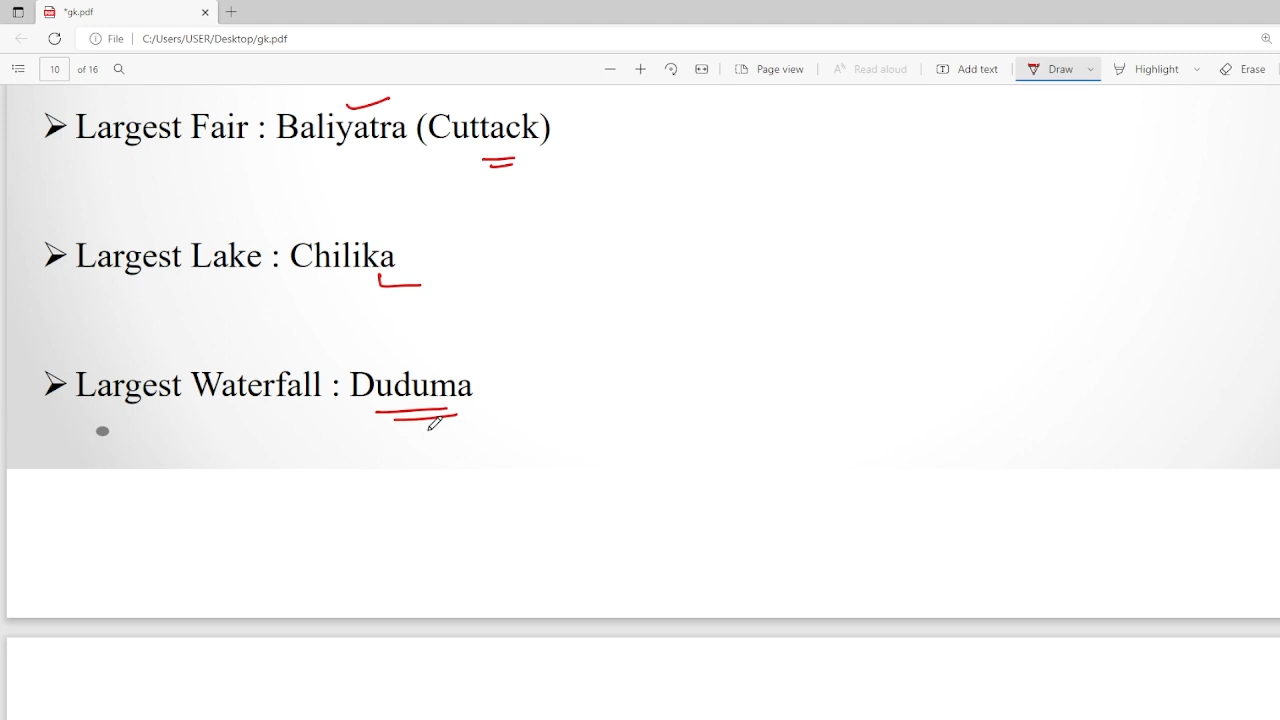 *gk.pdf
File C:/Users/USER/Desktop/gk.pdf
10 of 16 Page view Read aloud Add text Draw Highlight Erase
Largest Fair : Baliyatra (Cuttack)
Largest Lake : Chilika
Largest Waterfall : Duduma